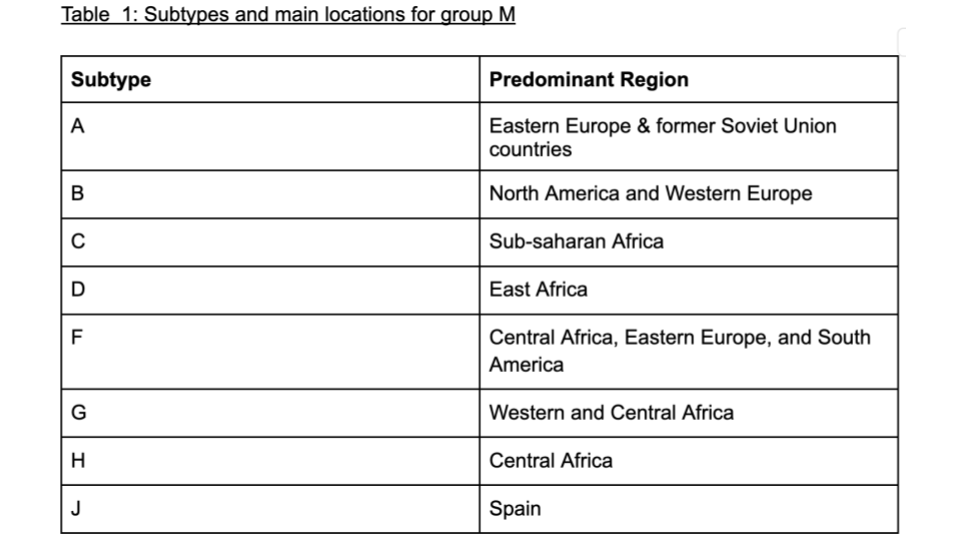 Table  1: Subtypes and main locations for group M
Subtype
Predominant Region
A
Eastern Europe & former Soviet Union
countries
B
North America and Western Europe
C
Sub-saharan Africa
D
East Africa
F
Central Africa, Eastern Europe, and South
America
G
Western and Central Africa
H
Central Africa
J
Spain